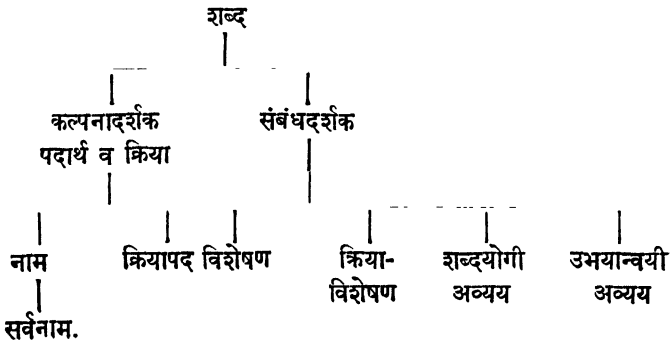 शब्द
कल्पनादर्शक संबंधदर्शक
पदार्थ व क्रिया
नाम क्रियापद विशेषण क्रिया- शब्दयोगी उभयान्वयी
विशेषण अव्यय अव्यय
सर्वनाम.